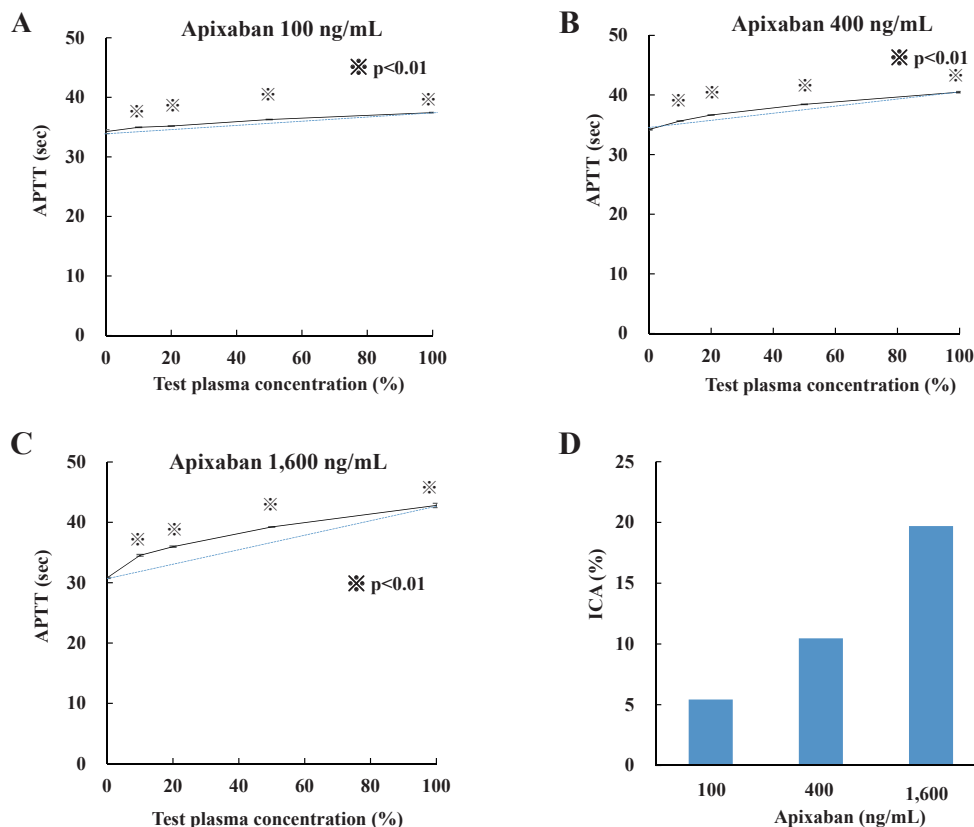 A
Apixaban 100 ng/mL
※ p<0.01
※ ※ ※ ※
50
40
30
20
10
0
APTT (sec)
0 20 40 60 80 100
Test plasma concentration (%)
B
Apixaban 400 ng/mL
※ p<0.01
※ ※ ※ ※
50
40
30
20
10
0
APTT (sec)
0 20 40 60 80 100
Test plasma concentration (%)
C
Apixaban 1,600 ng/mL
※ ※ ※ ※
※ p<0.01
50
40
30
20
10
0
APTT (sec)
0 20 40 60 80 100
Test plasma concentration (%)
D
25
20
15
10
5
0
ICA (%)
100 400 1,600
Apixaban (ng/mL)